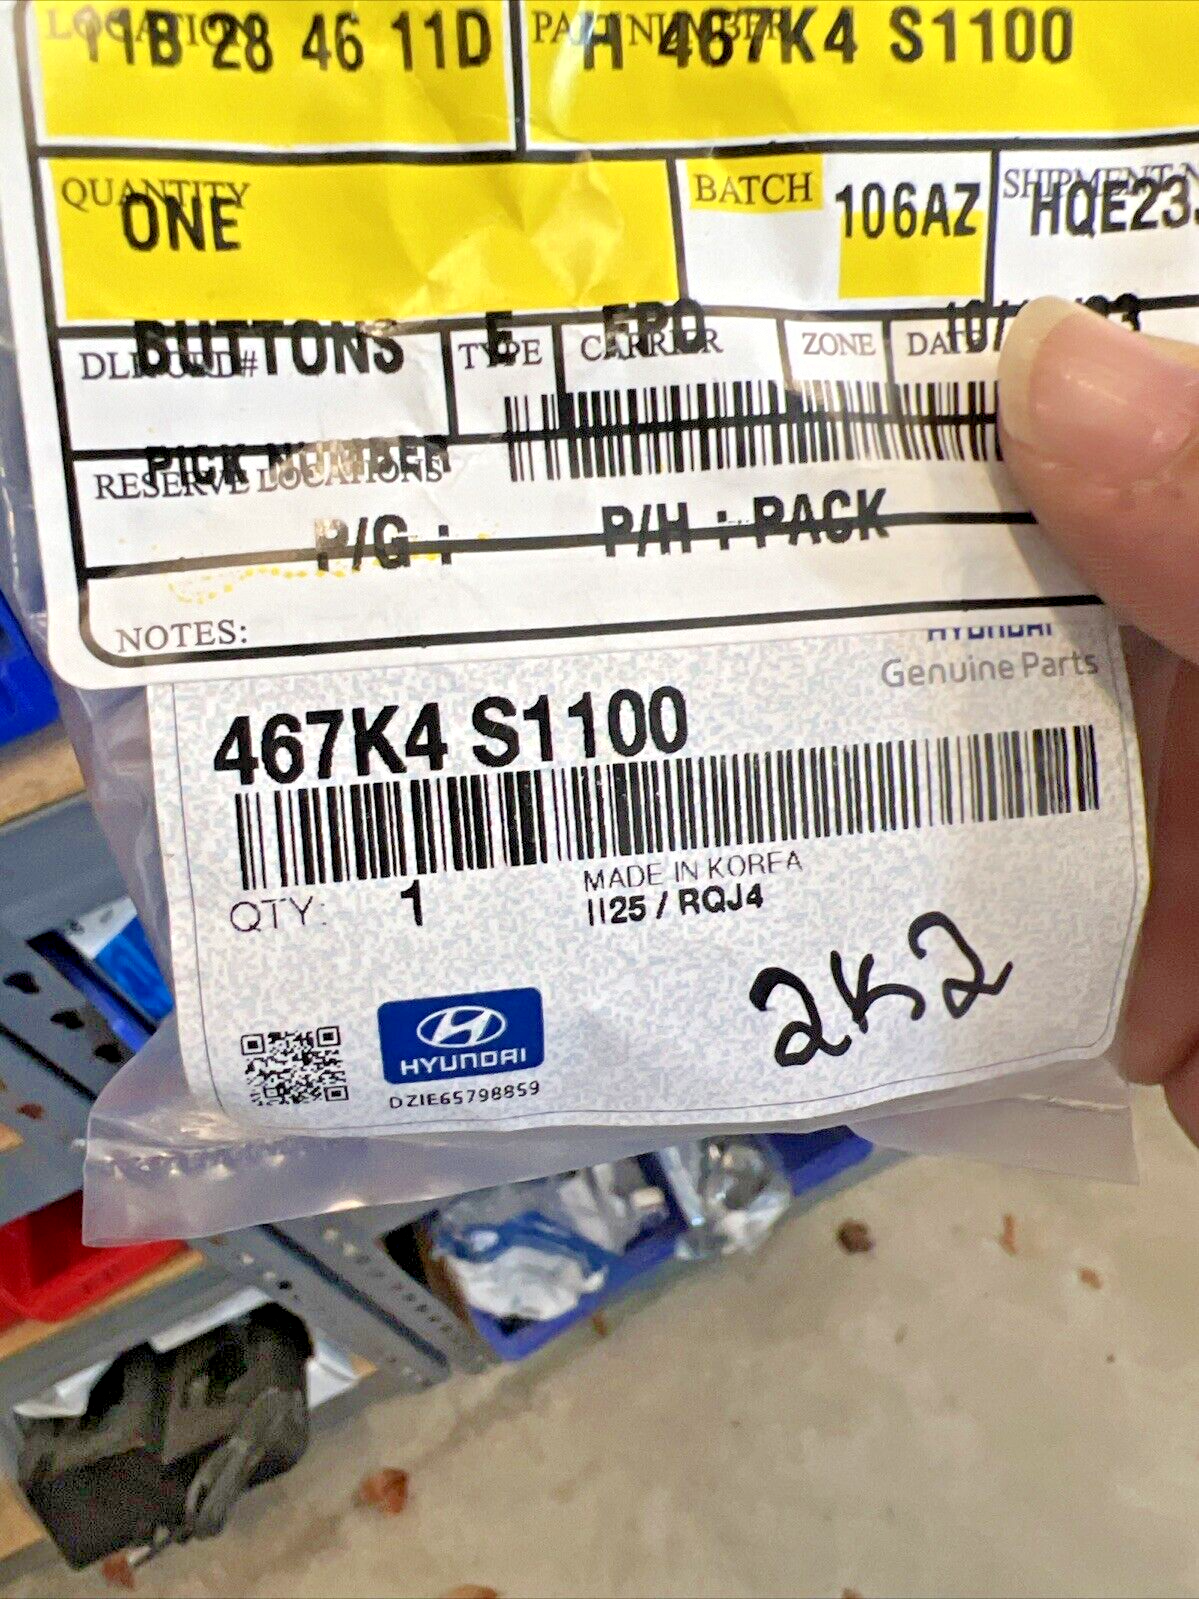 LOCATION PART NUMBER
11B 28 46 11D H 467K4 S1100
QUANTITY BATCH 106AZ SHIPMENT
ONE HQE23
BUTTONS E
TYPE CARRIER ZONE DATE
PICK NUMBER
RESERVE LOCATIONS
P/G : P/H : PACK
NOTES:
HYUNDAI
Genuine Parts
467K4 S1100
MADE IN KOREA
QTY: 1 II25 / RQJ4
2K2
HYUNDAI
DZIE65798859